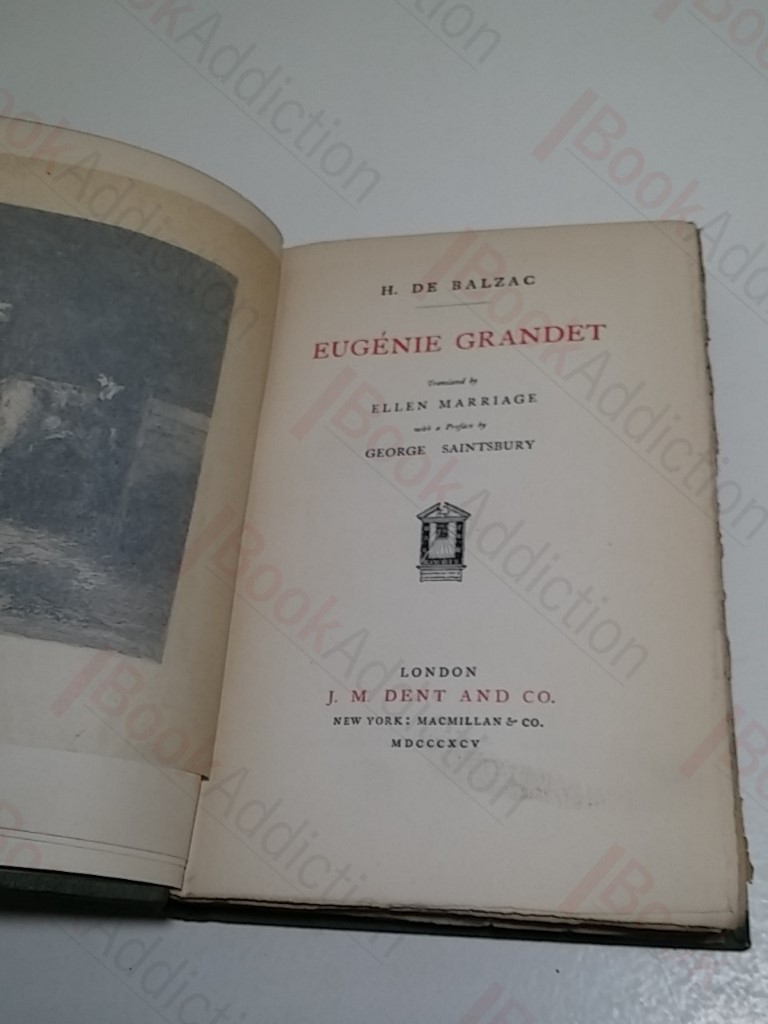 H. DE BALZAC
EUGÉNIE GRANDET
Translated by
ELLEN MARRIAGE
with a Preface by
GEORGE SAINTSBURY
LONDON
J. M. DENT AND CO.
NEW YORK: MACMILLAN & CO.
MDCCCXCV
BookAddiction